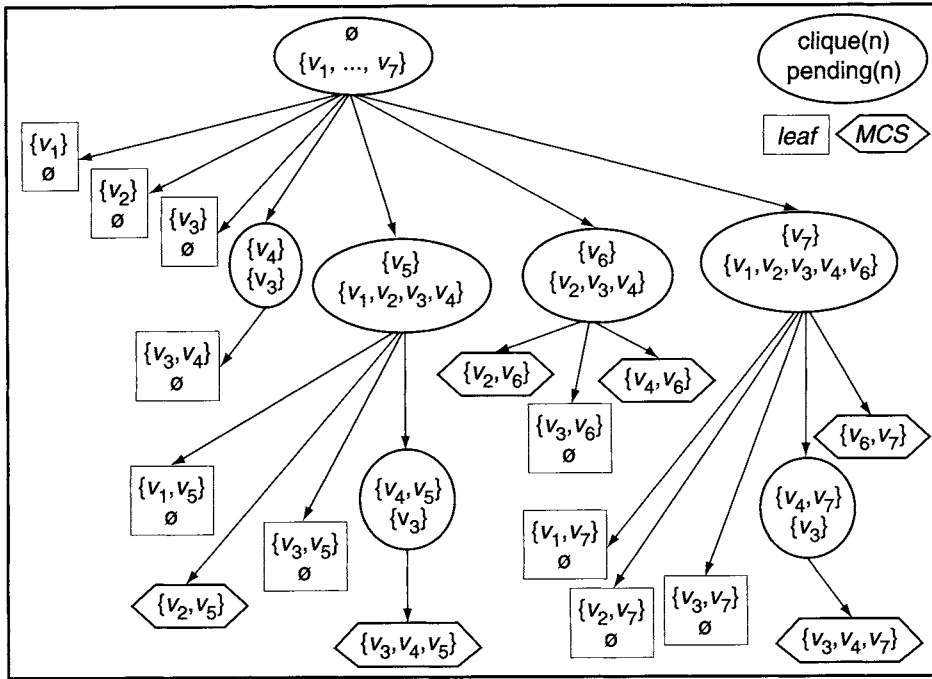 ∅
{v₁, ..., v₇}
clique(n)
pending(n)
leaf
MCS
{v₁}
∅
{v₂}
∅
{v₃}
∅
{v₄}
{v₃}
{v₅}
{v₁,v₂,v₃,v₄}
{v₆}
{v₂,v₃,v₄}
{v₇}
{v₁,v₂,v₃,v₄,v₆}
{v₃,v₄}
∅
{v₂,v₆}
{v₃,v₆}
∅
{v₄,v₆}
{v₆,v₇}
{v₁,v₅}
∅
{v₂,v₅}
{v₃,v₅}
∅
{v₄,v₅}
{v₃}
{v₃,v₄,v₅}
{v₁,v₇}
∅
{v₂,v₇}
∅
{v₃,v₇}
∅
{v₄,v₇}
{v₃}
{v₃,v₄,v₇}